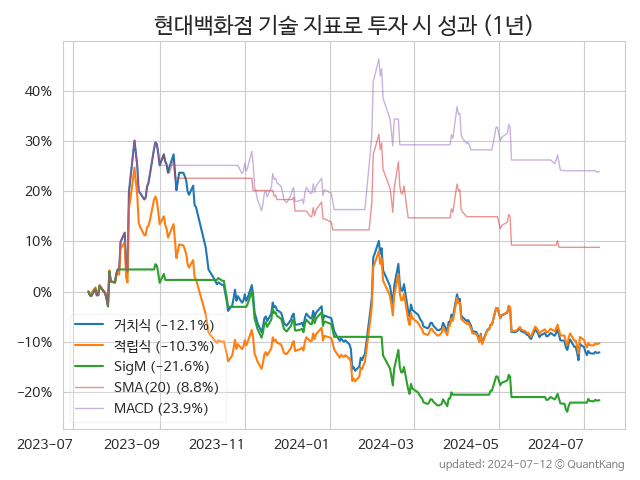 현대백화점 기술 지표로 투자 시 성과 (1년)
40%
30%
20%
10%
0%
−10%
−20%
거치식 (−12.1%)
적립식 (−10.3%)
SigM (−21.6%)
SMA(20) (8.8%)
MACD (23.9%)
2023-07
2023-09
2023-11
2024-01
2024-03
2024-05
2024-07
updated: 2024-07-12 © QuantKang